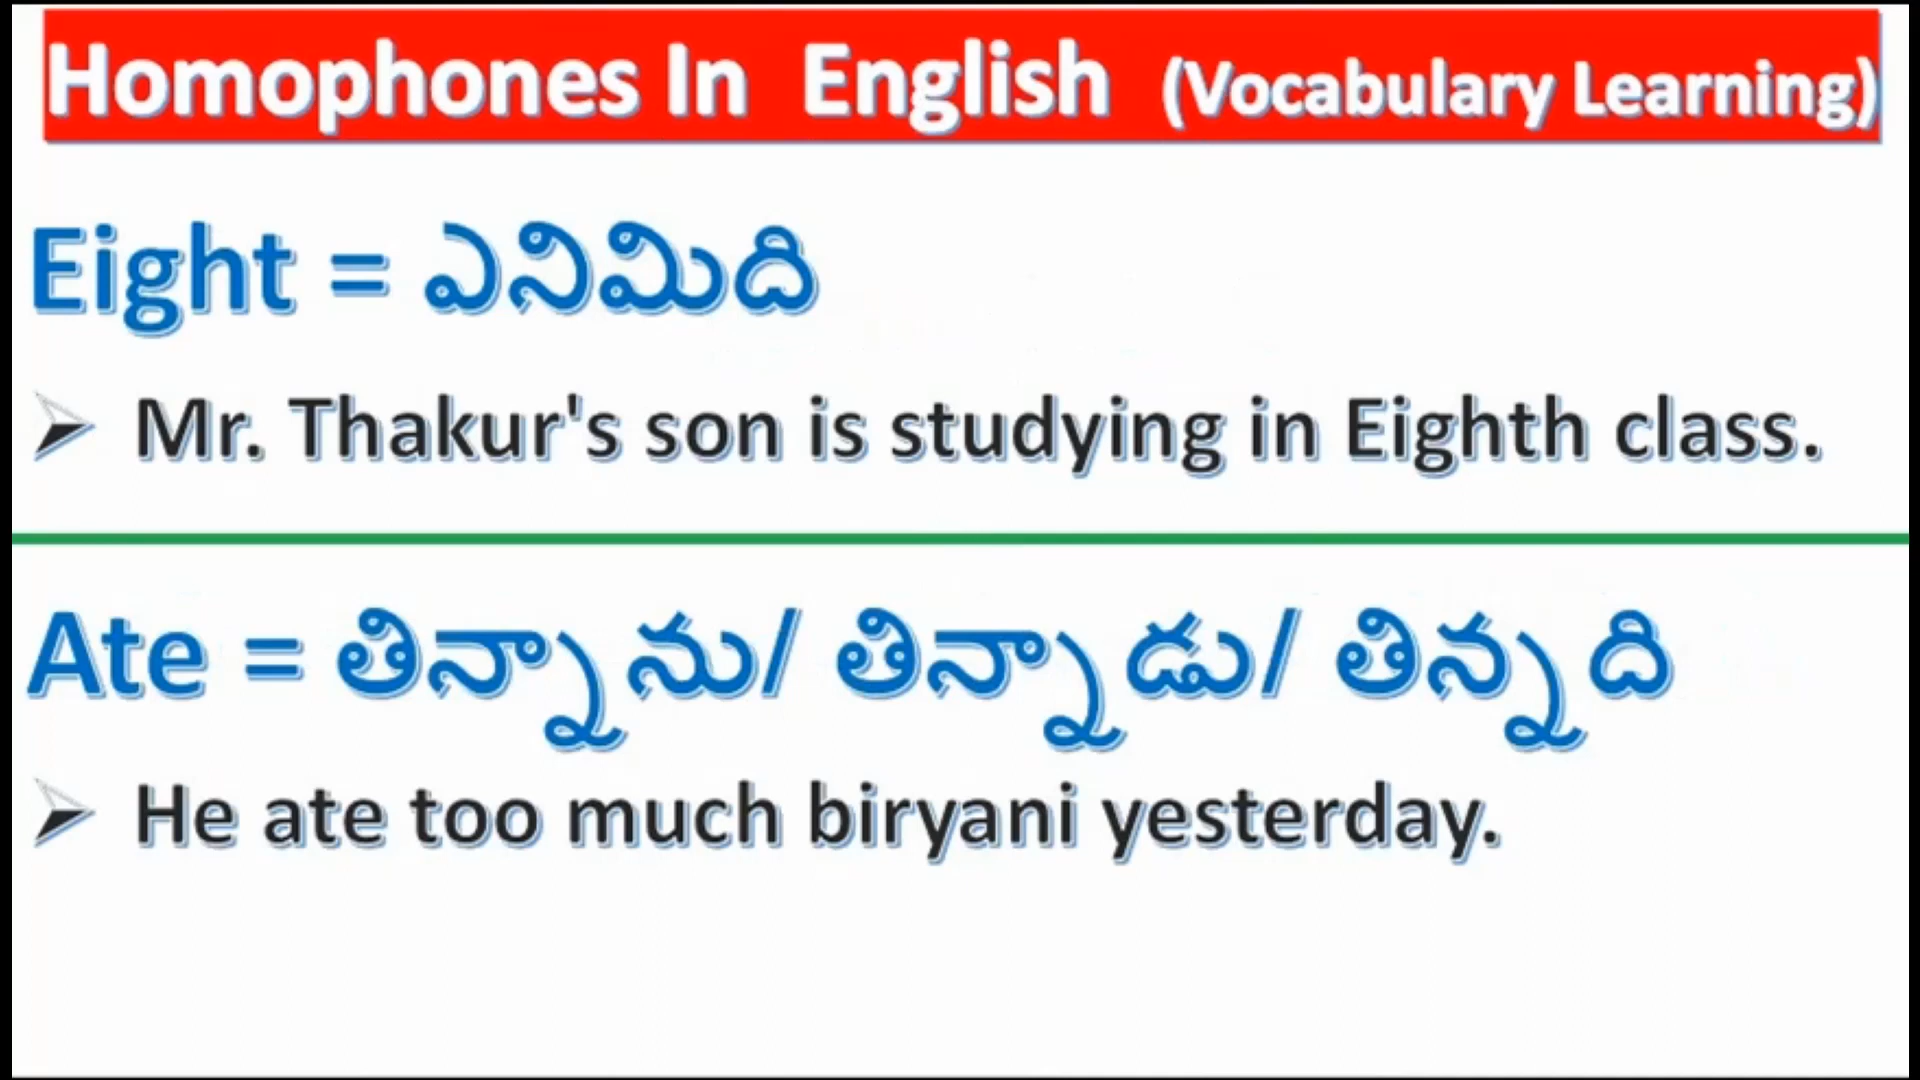 Homophones In English (Vocabulary Learning)
Eight = ఎనిమిది
➢ Mr. Thakur's son is studying in Eighth class.
Ate = తిన్నాను/ తిన్నాడు/ తిన్నది
➢ He ate too much biryani yesterday.